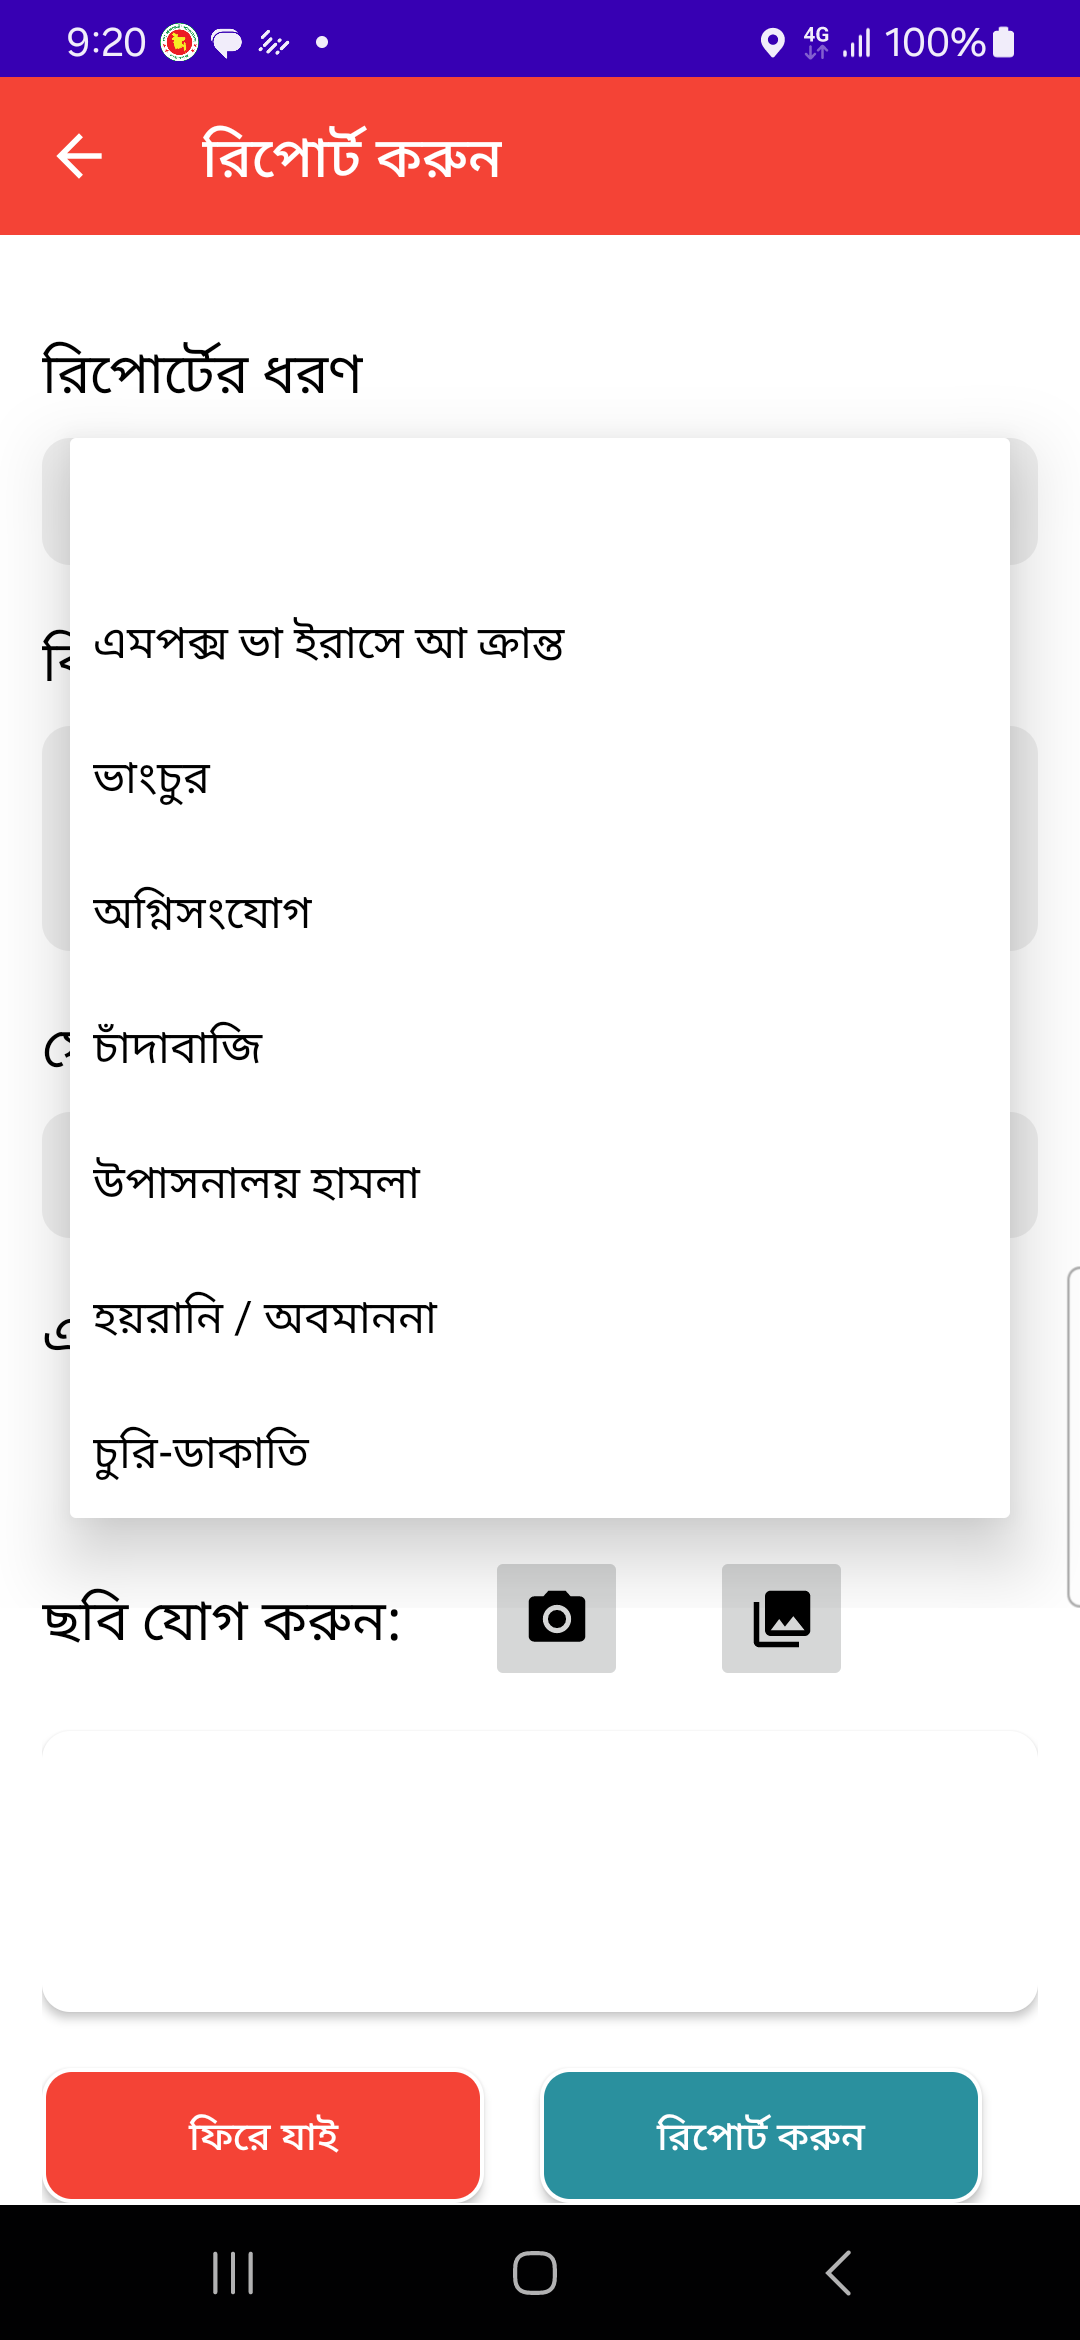 9:20
4G
100%
রিপোর্ট করুন
রিপোর্টের ধরণ
এমপক্স ভা ইরাসে আ ক্রান্ত
ভাংচুর
অগ্নিসংযোগ
চাঁদাবাজি
উপাসনালয় হামলা
হয়রানি / অবমাননা
চুরি-ডাকাতি
ছবি যোগ করুন:
ফিরে যাই
রিপোর্ট করুন